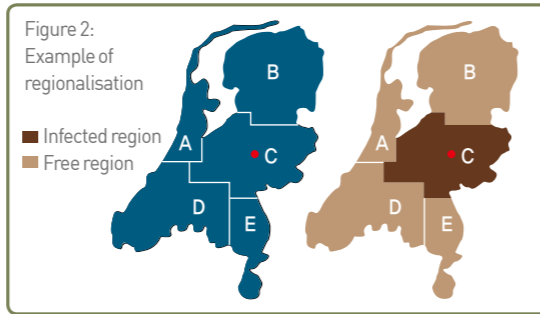 Figure 2:
Example of
regionalisation
Infected region
Free region
B
A
C
D
E
B
A
C
D
E